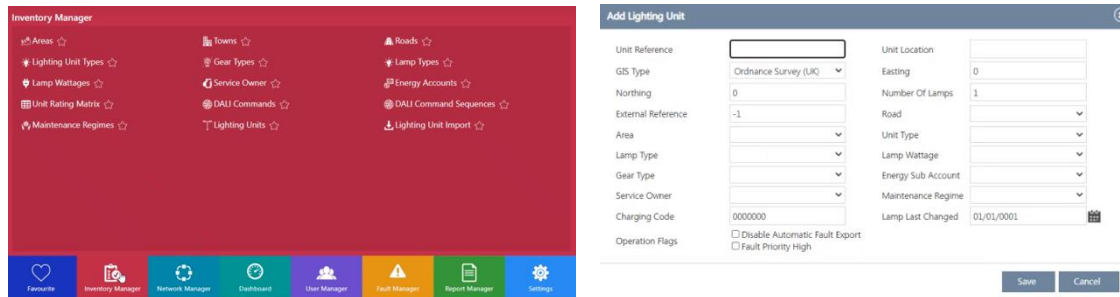 Inventory Manager
Areas
Towns
Roads
Lighting Unit Types
Gear Types
Lamp Types
Lamp Wattages
Service Owner
Energy Accounts
Unit Rating Matrix
DALI Commands
DALI Command Sequences
Maintenance Regimes
Lighting Units
Lighting Unit Import
Favourite
Inventory Manager
Network Manager
Dashboard
User Manager
Fault Manager
Report Manager
Settings
Add Lighting Unit
Unit Reference
Unit Location
GIS Type Ordnance Survey (UK)
Easting 0
Northing 0
Number Of Lamps 1
External Reference -1
Road
Area
Unit Type
Lamp Type
Lamp Wattage
Gear Type
Energy Sub Account
Service Owner
Maintenance Regime
Charging Code 0000000
Lamp Last Changed 01/01/0001
Operation Flags
Disable Automatic Fault Export
Fault Priority High
Save
Cancel